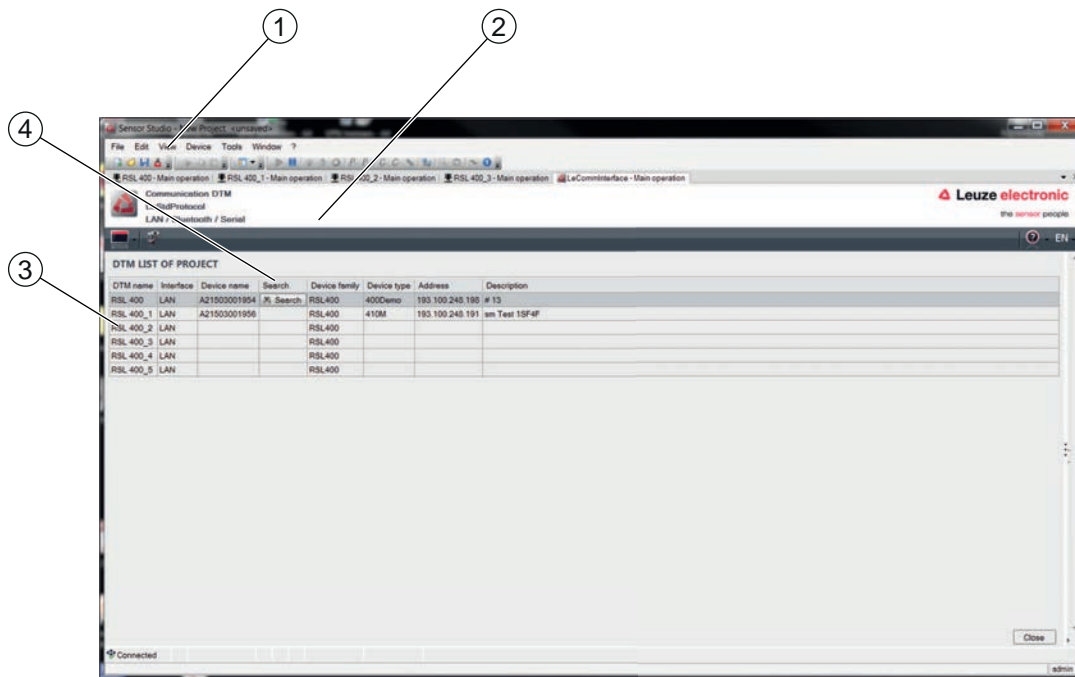 1
2
4
3
Sensor Studio - New Project <unsaved>
File Edit View Device Tools Window ?
RSL 400 - Main operation RSL 400_1 - Main operation RSL 400_2 - Main operation RSL 400_3 - Main operation LeCommInterface - Main operation
Communication DTM
LeStdProtocol
LAN / Bluetooth / Serial
Leuze electronic
the sensor people
EN
DTM LIST OF PROJECT
DTM name Interface Device name Search Device family Device type Address Description
RSL 400 LAN A21503001954 Search RSL400 400Demo 193.100.248.198 # 13
RSL 400_1 LAN A21503001956 RSL400 410M 193.100.248.191 sm Test 1SF4F
RSL 400_2 LAN RSL400
RSL 400_3 LAN RSL400
RSL 400_4 LAN RSL400
RSL 400_5 LAN RSL400
Close
Connected
admin